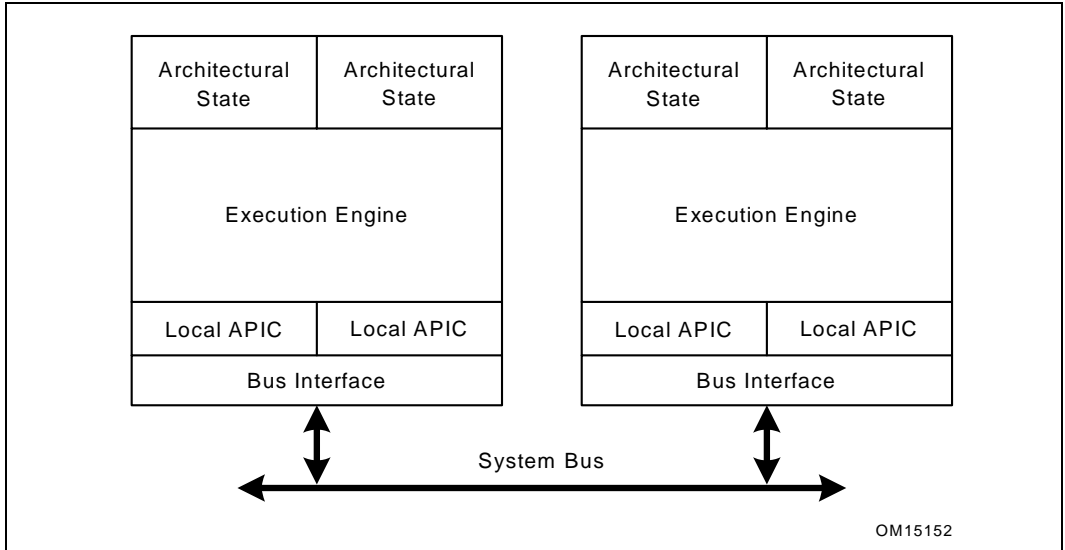 Architectural
State
Architectural
State
Architectural
State
Architectural
State
Execution Engine
Execution Engine
Local APIC
Local APIC
Local APIC
Local APIC
Bus Interface
Bus Interface
System Bus
OM15152